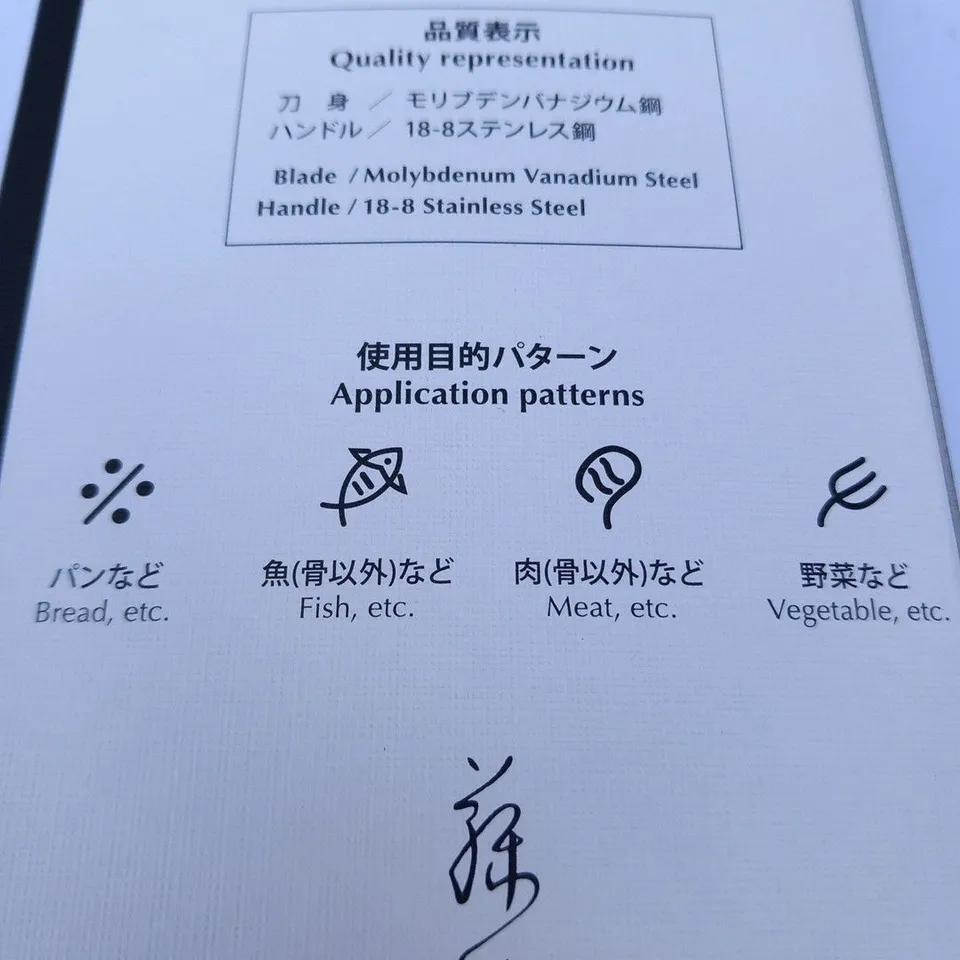 品質表示
Quality representation
刀　身 ／ モリブデンバナジウム鋼
ハンドル ／ 18-8ステンレス鋼
Blade / Molybdenum Vanadium Steel
Handle / 18-8 Stainless Steel
使用目的パターン
Application patterns
パンなど
Bread, etc.
魚(骨以外)など
Fish, etc.
肉(骨以外)など
Meat, etc.
野菜など
Vegetable, etc.